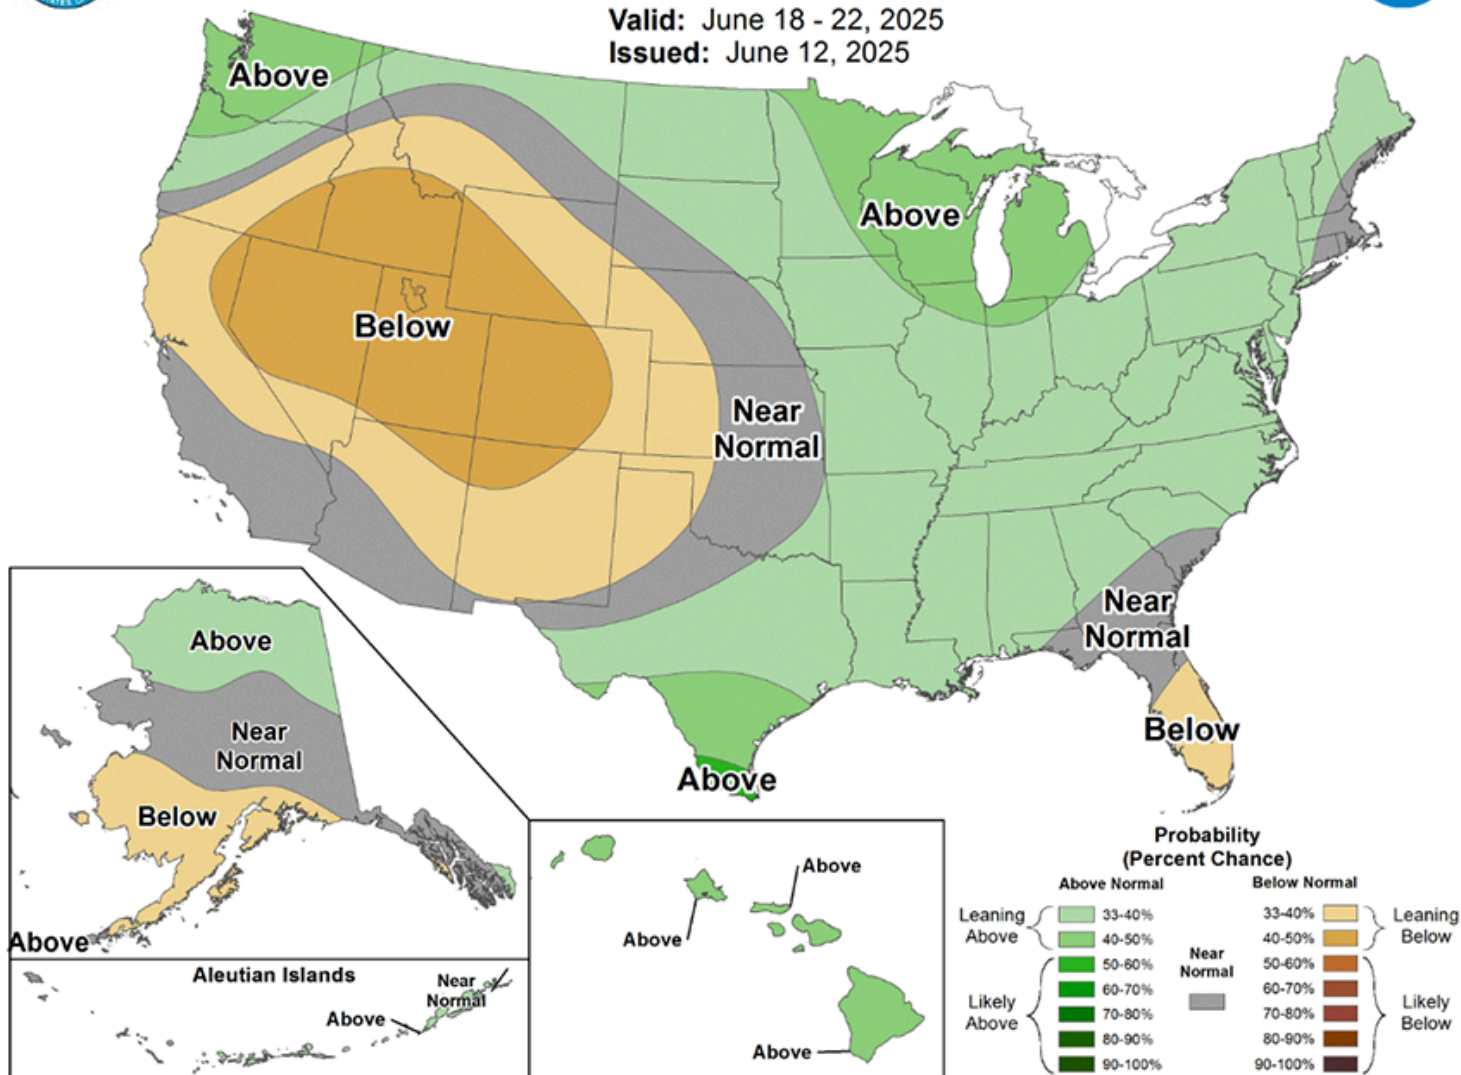 Valid: June 18 - 22, 2025
Issued: June 12, 2025
Above
Above
Below
Near
Normal
Near
Normal
Below
Above
Above
Near
Normal
Below
Above
Aleutian Islands
Near
Normal
Above
Above
Above
Above
Probability
(Percent Chance)
Above Normal
Below Normal
Leaning
Above
33-40%
40-50%
50-60%
60-70%
70-80%
80-90%
90-100%
Likely
Above
Near
Normal
33-40%
40-50%
50-60%
60-70%
70-80%
80-90%
90-100%
Leaning
Below
Likely
Below